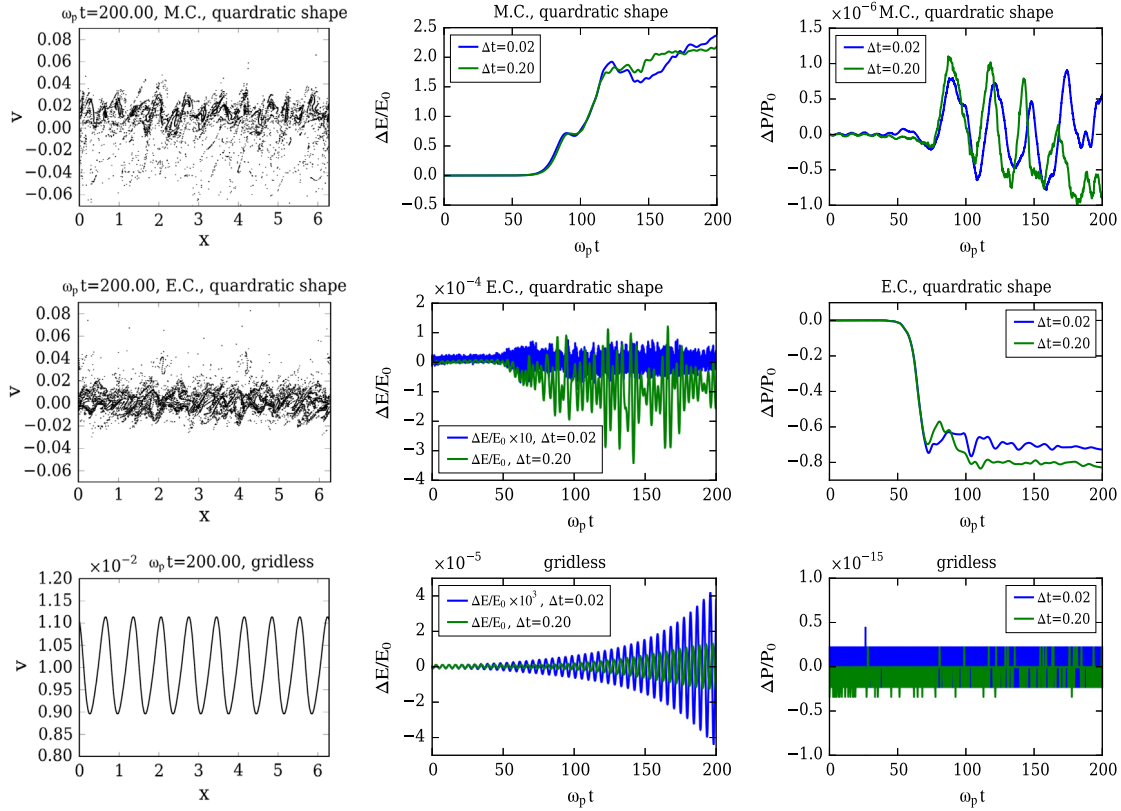 ωₚt=200.00, M.C., quardratic shape
0.08
0.06
0.04
0.02
0.00
−0.02
−0.04
−0.06
v
0 1 2 3 4 5 6
x
M.C., quardratic shape
Δt=0.02
Δt=0.20
2.5
2.0
1.5
1.0
0.5
0.0
−0.5
ΔE/E₀
0 50 100 150 200
ωₚt
×10⁻⁶ M.C., quadratic shape
Δt=0.02
Δt=0.20
1.5
1.0
0.5
0.0
−0.5
−1.0
ΔP/P₀
0 50 100 150 200
ωₚt
ωₚt=200.00, E.C., quardratic shape
0.08
0.06
0.04
0.02
0.00
−0.02
−0.04
−0.06
v
0 1 2 3 4 5 6
x
×10⁻⁴ E.C., quadratic shape
2
1
0
−1
−2
−3
−4
ΔE/E₀
ΔE/E₀ ×10, Δt=0.02
ΔE/E₀, Δt=0.20
0 50 100 150 200
ωₚt
E.C., quadratic shape
Δt=0.02
Δt=0.20
0.0
−0.2
−0.4
−0.6
−0.8
ΔP/P₀
0 50 100 150 200
ωₚt
×10⁻² ωₚt=200.00, gridless
1.20
1.15
1.10
1.05
1.00
0.95
0.90
0.85
0.80
v
0 1 2 3 4 5 6
x
×10⁻⁵ gridless
ΔE/E₀ ×10³, Δt=0.02
ΔE/E₀, Δt=0.20
4
2
0
−2
−4
ΔE/E₀
0 50 100 150 200
ωₚt
×10⁻¹⁵ gridless
Δt=0.02
Δt=0.20
1.0
0.5
0.0
−0.5
−1.0
ΔP/P₀
0 50 100 150 200
ωₚt